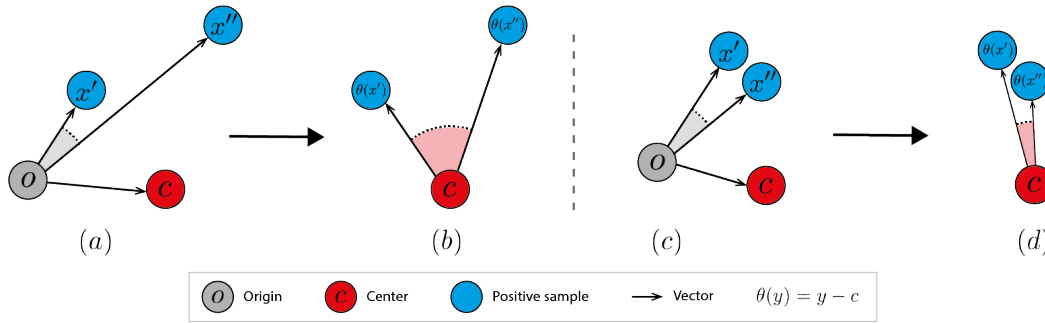 x''
θ(x'')
x'
x''
θ(x')
x'
θ(x')
θ(x'')
o
c
c
o
c
c
(a)
(b)
(c)
(d)
o Origin c Center Positive sample Vector θ(y) = y − c